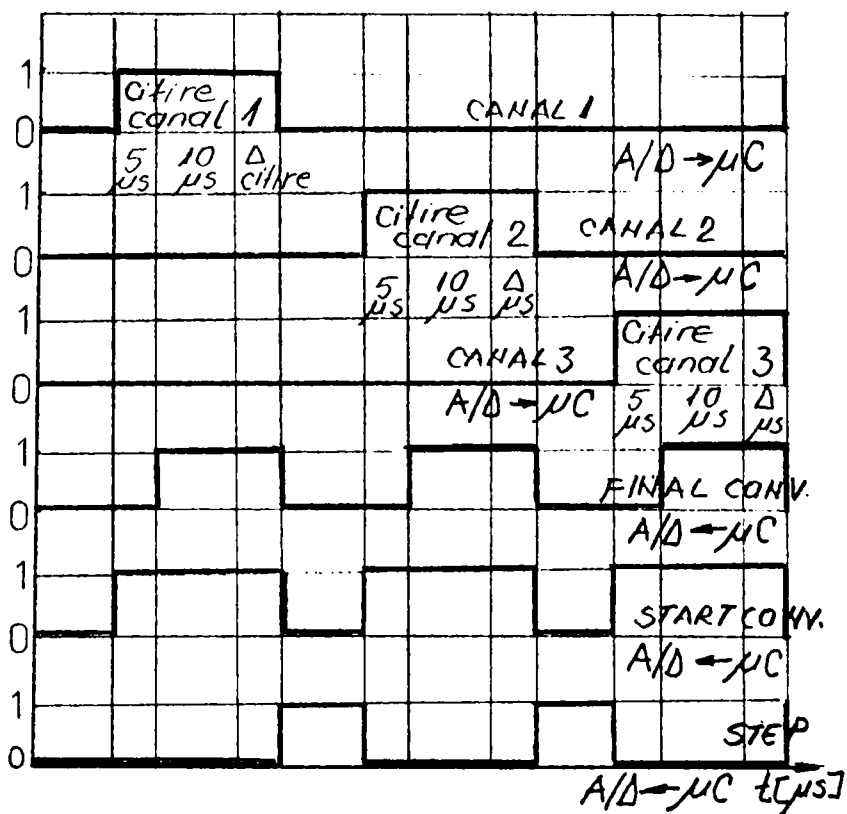 1
Citire
canal 1
CANAL 1
0
A/D → μC
5 10 Δ
μs μs citire
1
Citire
canal 2
CANAL 2
0
A/D → μC
5 10 Δ
μs μs μs
1
Citire
canal 3
CANAL 3
0
A/D → μC
5 10 Δ
μs μs μs
1
FINAL CONV.
0
A/D ← μC
1
START CONV.
0
A/D ← μC
1
STEP
0
A/D ← μC t[μs]